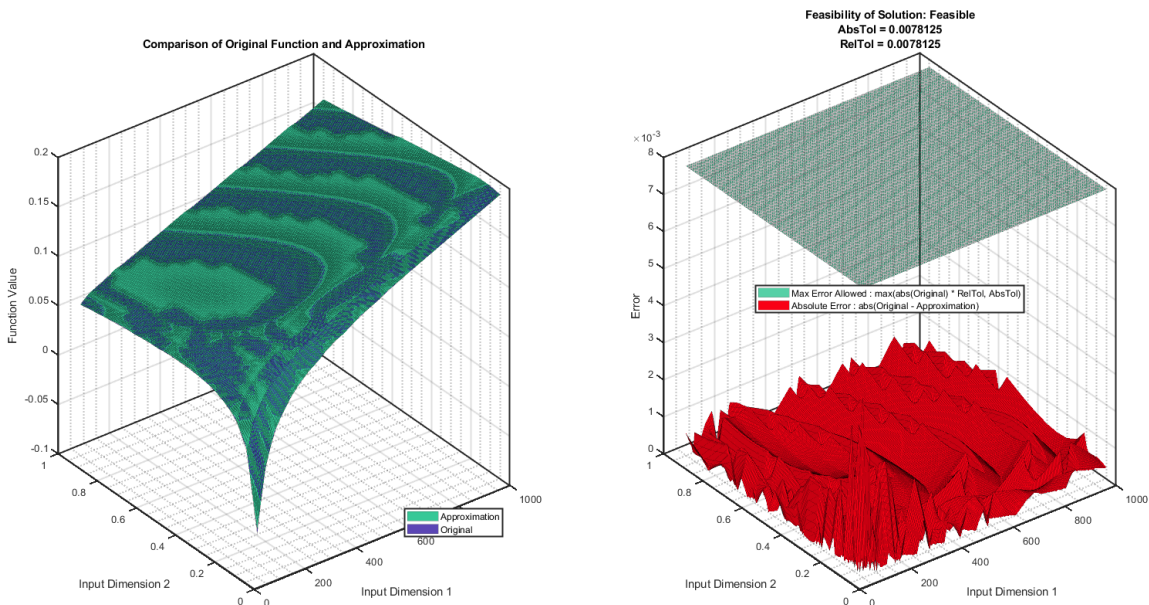 Comparison of Original Function and Approximation
0.2
0.15
0.1
0.05
0
-0.05
-0.1
Function Value
1
0.8
0.6
0.4
0.2
0
Input Dimension 2
0
200
400
600
1000
Input Dimension 1
Approximation
Original
Feasibility of Solution: Feasible
AbsTol = 0.0078125
RelTol = 0.0078125
×10⁻³
8
7
6
5
4
3
2
1
0
Error
Max Error Allowed : max(abs(Original) * RelTol, AbsTol)
Absolute Error : abs(Original - Approximation)
1
0.8
0.6
0.4
0.2
0
Input Dimension 2
0
200
400
600
800
1000
Input Dimension 1